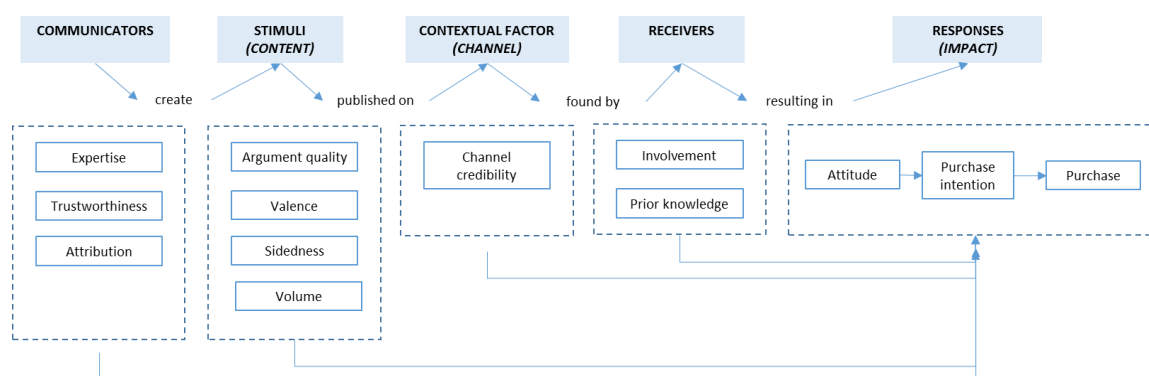 COMMUNICATORS
STIMULI
(CONTENT)
CONTEXTUAL FACTOR
(CHANNEL)
RECEIVERS
RESPONSES
(IMPACT)
create
published on
found by
resulting in
Expertise
Trustworthiness
Attribution
Argument quality
Valence
Sidedness
Volume
Channel
credibility
Involvement
Prior knowledge
Attitude
Purchase
intention
Purchase